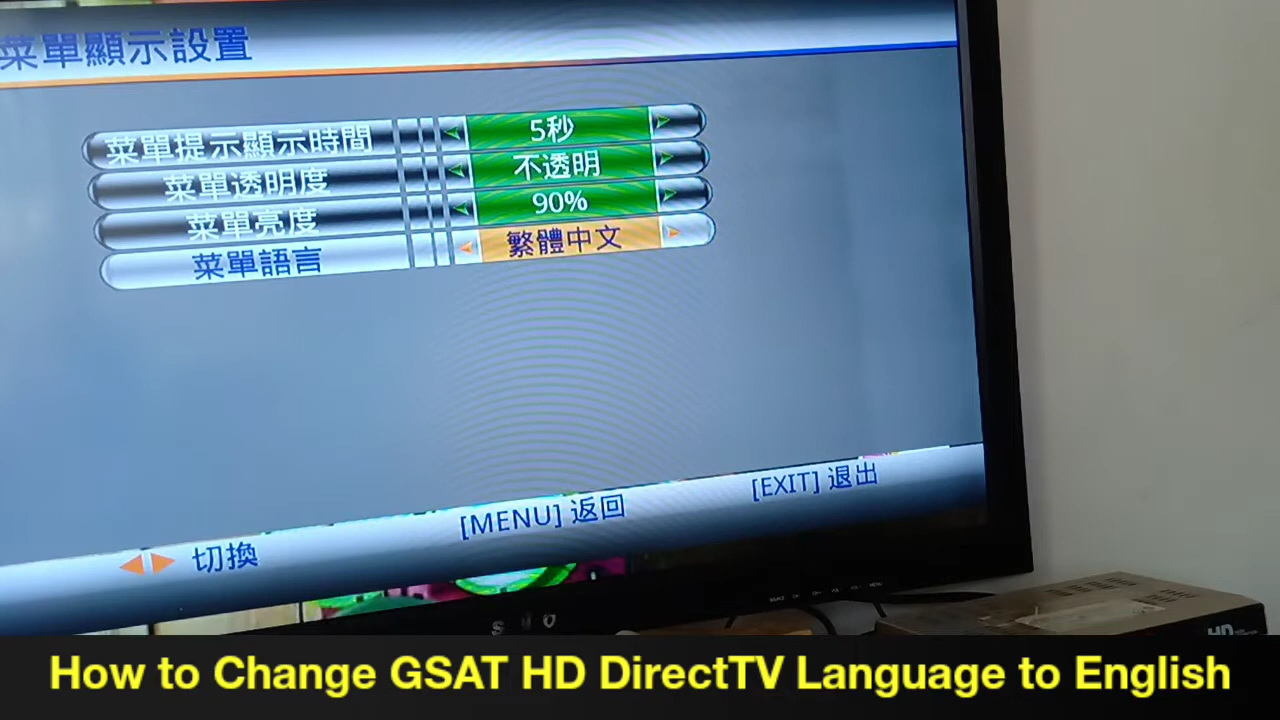 菜單顯示設置
菜單提示顯示時間 5秒
菜單透明度 不透明
菜單亮度 90%
菜單語言 繁體中文
切換 [MENU] 返回 [EXIT] 退出
HD
How to Change GSAT HD DirectTV Language to English